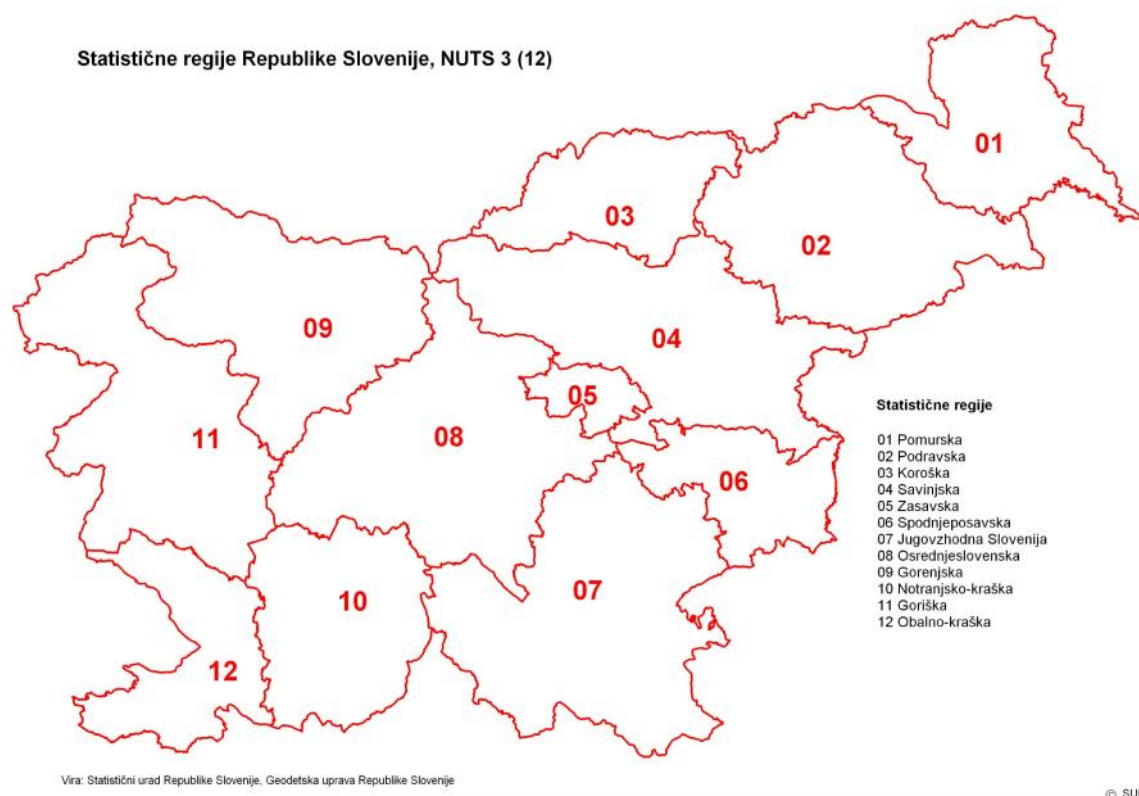 Statistične regije Republike Slovenije, NUTS 3 (12)
01
03
02
09
04
05
11
08
06
10
07
12
Statistične regije
01 Pomurska
02 Podravska
03 Koroška
04 Savinjska
05 Zasavska
06 Spodnjeposavska
07 Jugovzhodna Slovenija
08 Osrednjeslovenska
09 Gorenjska
10 Notranjsko-kraška
11 Goriška
12 Obalno-kraška
Vira: Statistični urad Republike Slovenije, Geodetska uprava Republike Slovenije
©